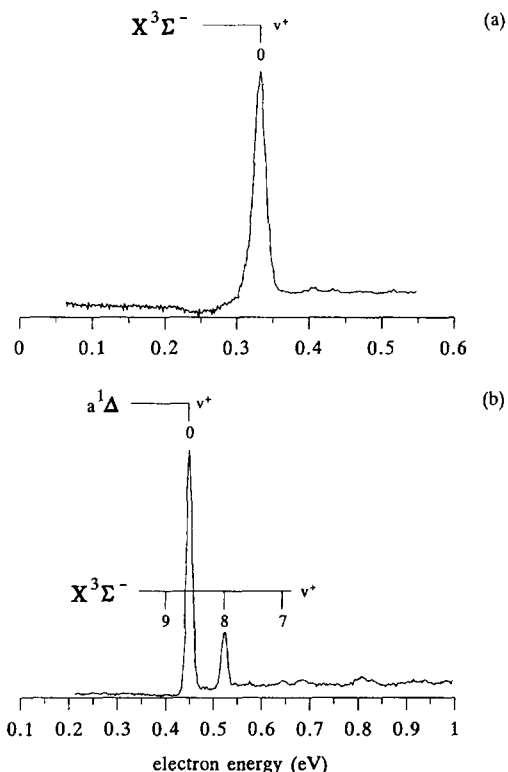 (a)
X³Σ⁻ v⁺
0
0 0.1 0.2 0.3 0.4 0.5 0.6
(b)
a¹Δ v⁺
0
X³Σ⁻ v⁺
9 8 7
0.1 0.2 0.3 0.4 0.5 0.6 0.7 0.8 0.9 1
electron energy (eV)